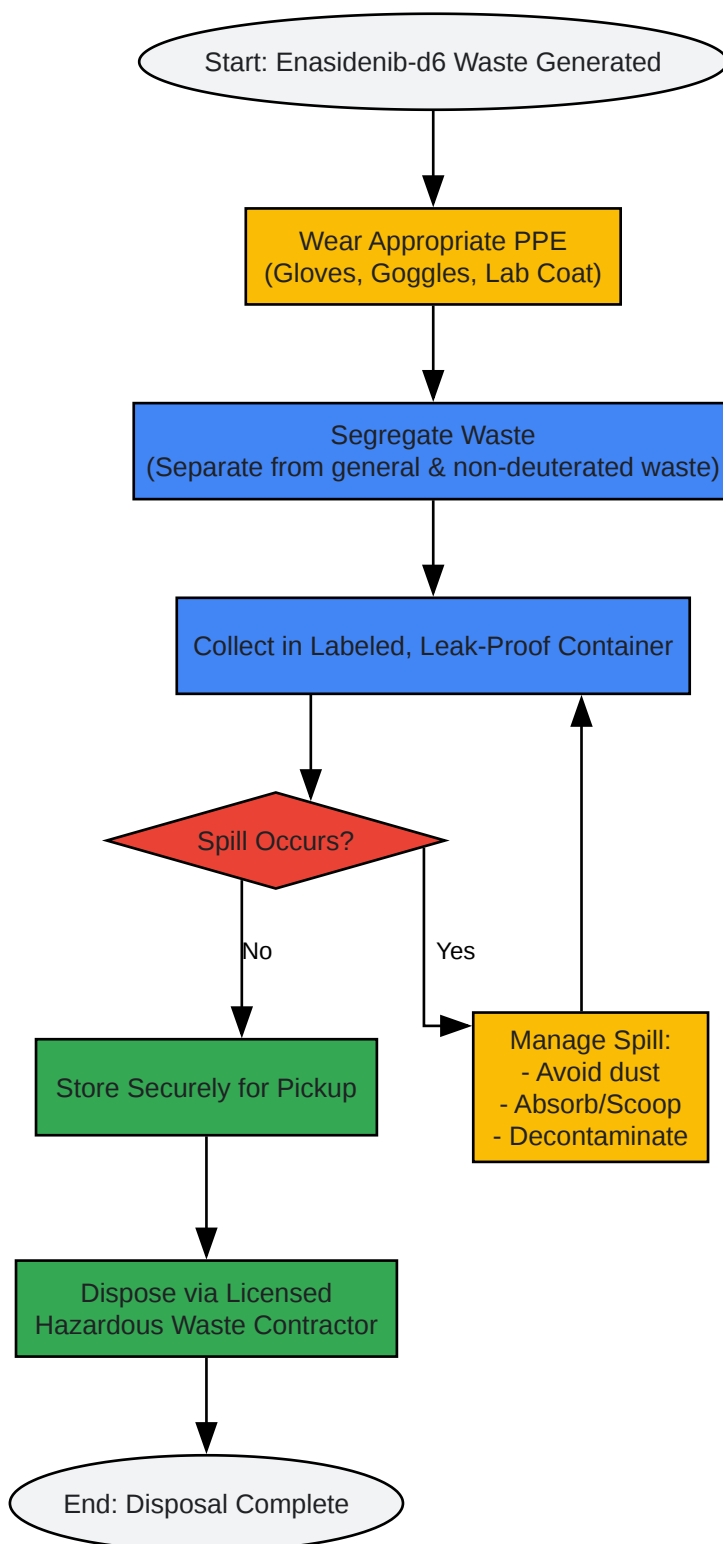 Start: Enasidenib-d6 Waste Generated
Wear Appropriate PPE
(Gloves, Goggles, Lab Coat)
Segregate Waste
(Separate from general & non-deuterated waste)
Collect in Labeled, Leak-Proof Container
Spill Occurs?
No
Yes
Manage Spill:
- Avoid dust
- Absorb/Scoop
- Decontaminate
Store Securely for Pickup
Dispose via Licensed
Hazardous Waste Contractor
End: Disposal Complete